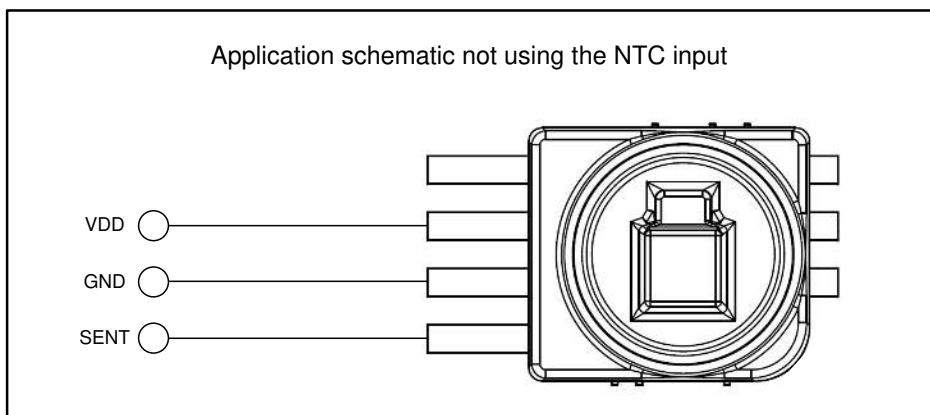 Application schematic not using the NTC input
VDD
GND
SENT